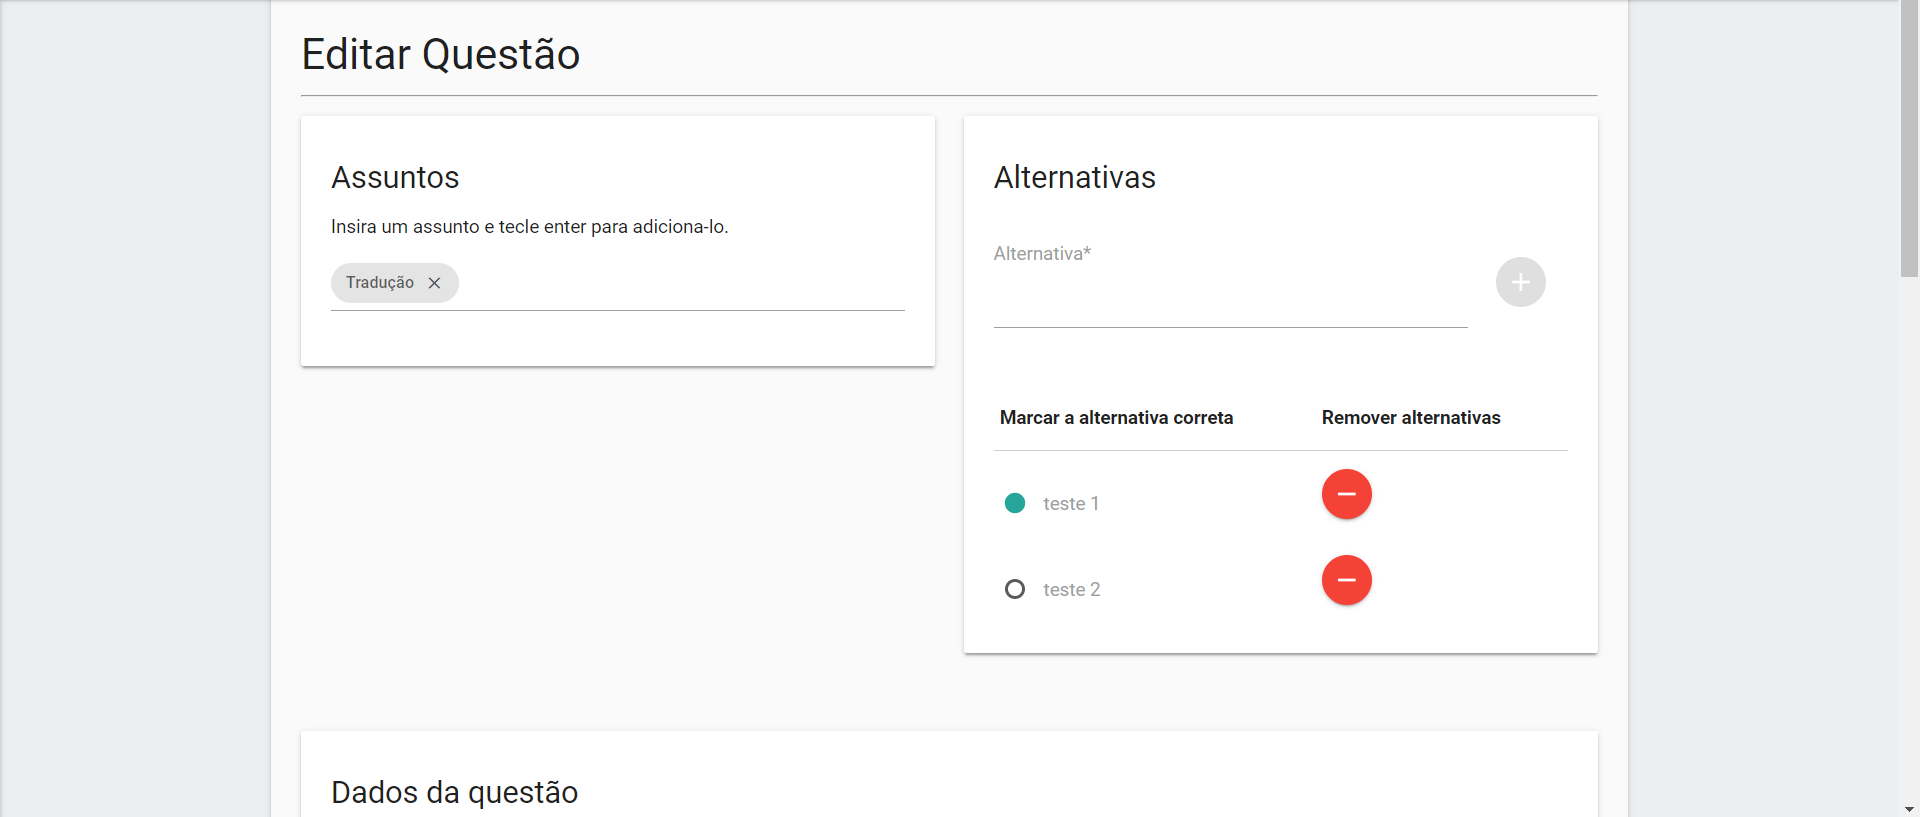 Editar Questão
Assuntos
Insira um assunto e tecle enter para adiciona-lo.
Tradução
Alternativas
Alternativa*
Marcar a alternativa correta
Remover alternativas
teste 1
teste 2
Dados da questão